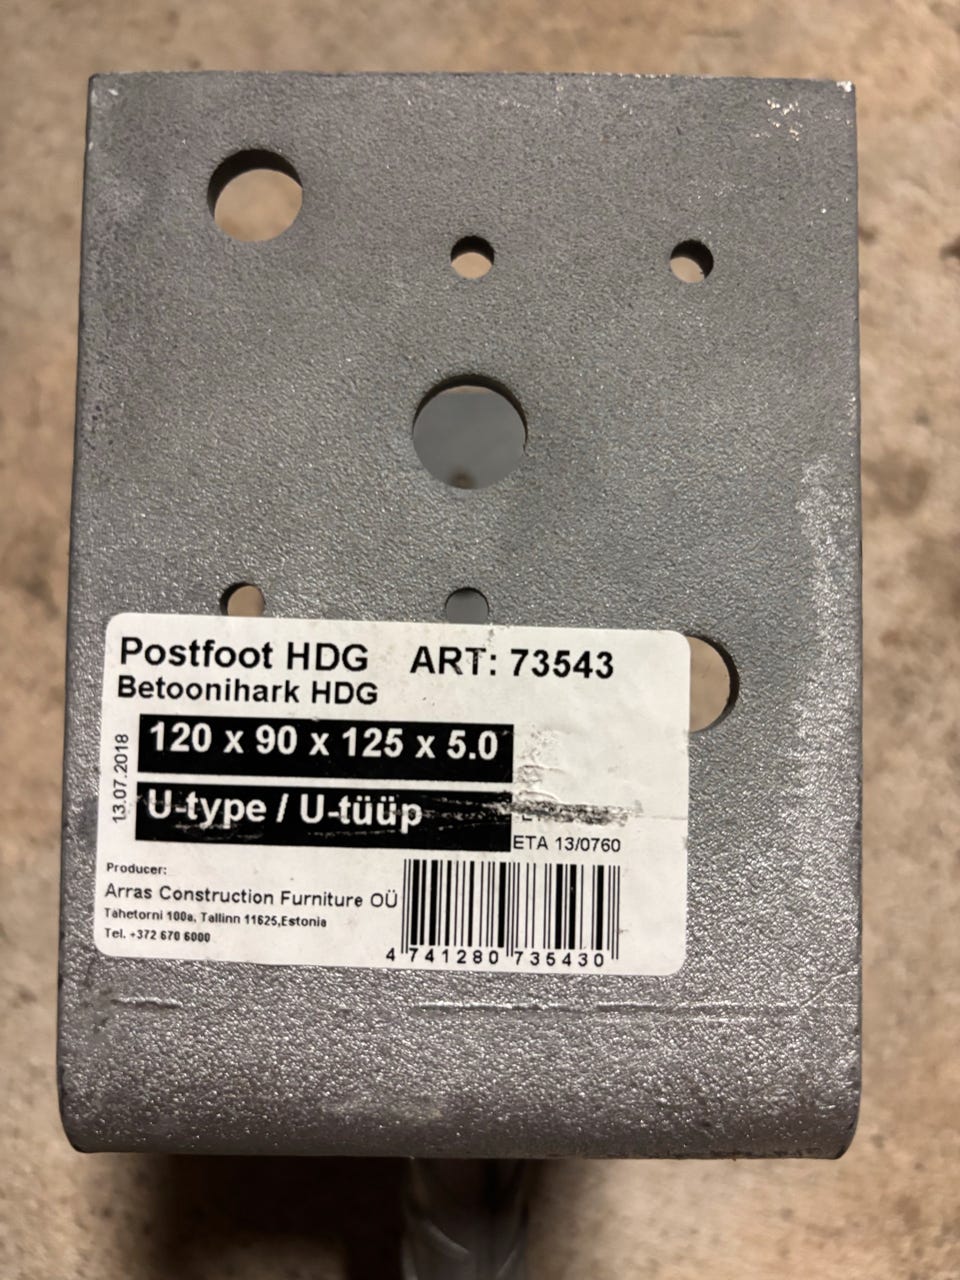 Postfoot HDG ART: 73543
Betoonihark HDG
120 x 90 x 125 x 5.0
13.07.2018
U-type / U-tüüp
ETA 13/0760
Producer:
Arras Construction Furniture OÜ
Tähetorni 100a, Tallinn 11625,Estonia
Tel. +372 670 6000
4 741280 735430